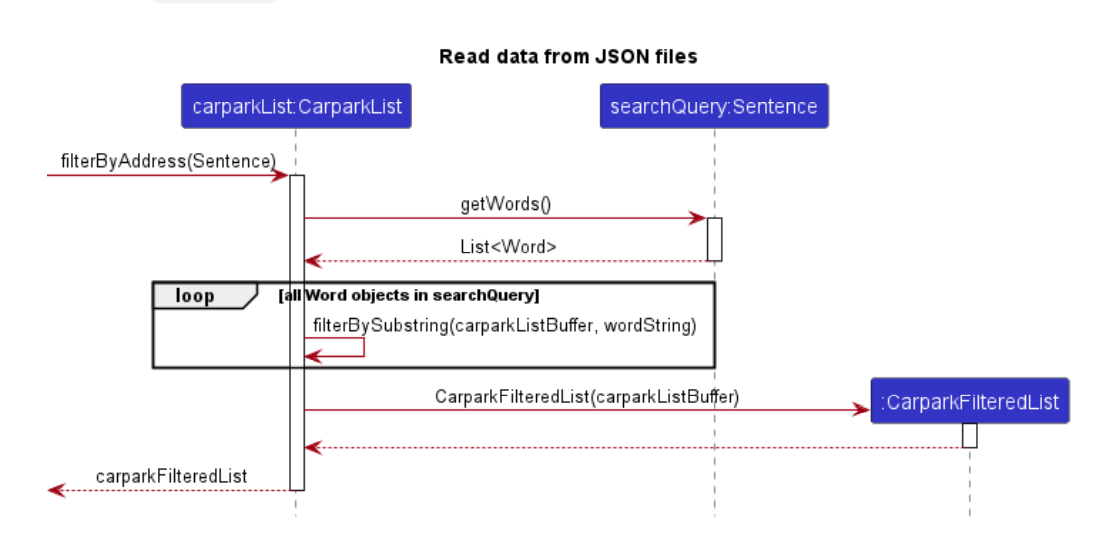 Read data from JSON files
carparkList:CarparkList
searchQuery:Sentence
filterByAddress(Sentence)
getWords()
List<Word>
loop
[all Word objects in searchQuery]
filterBySubstring(carparkListBuffer, wordString)
CarparkFilteredList(carparkListBuffer)
:CarparkFilteredList
carparkFilteredList